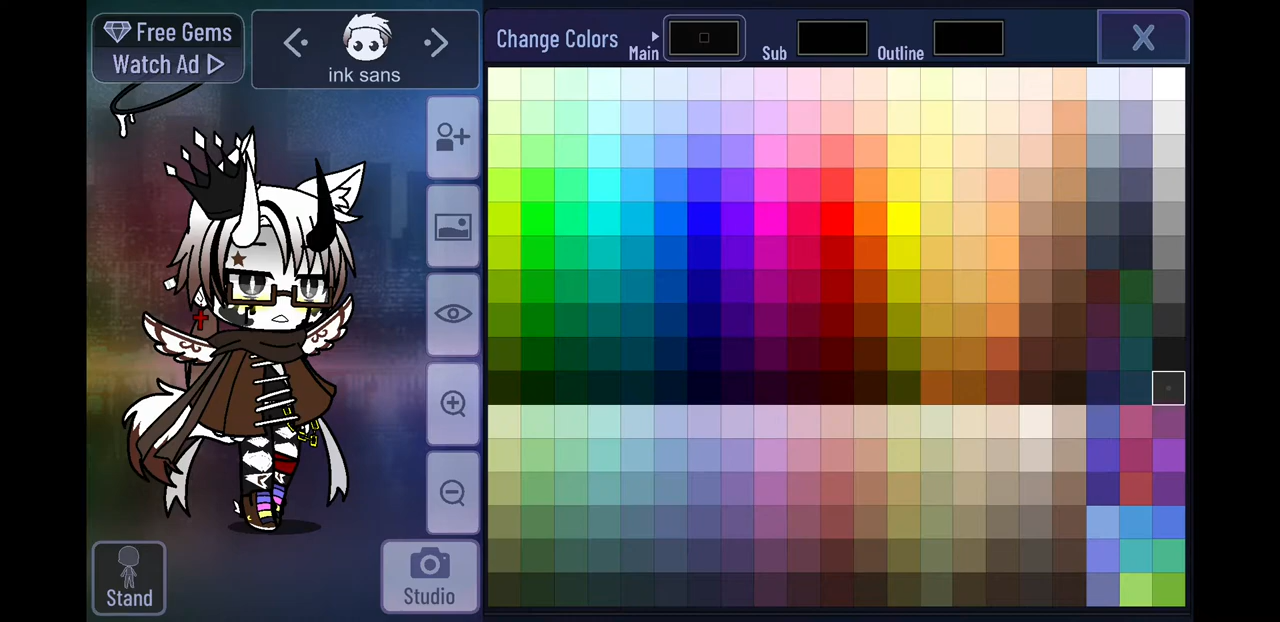 Free Gems
Watch Ad
ink sans
Change Colors
Main
Sub
Outline
X
Stand
Studio